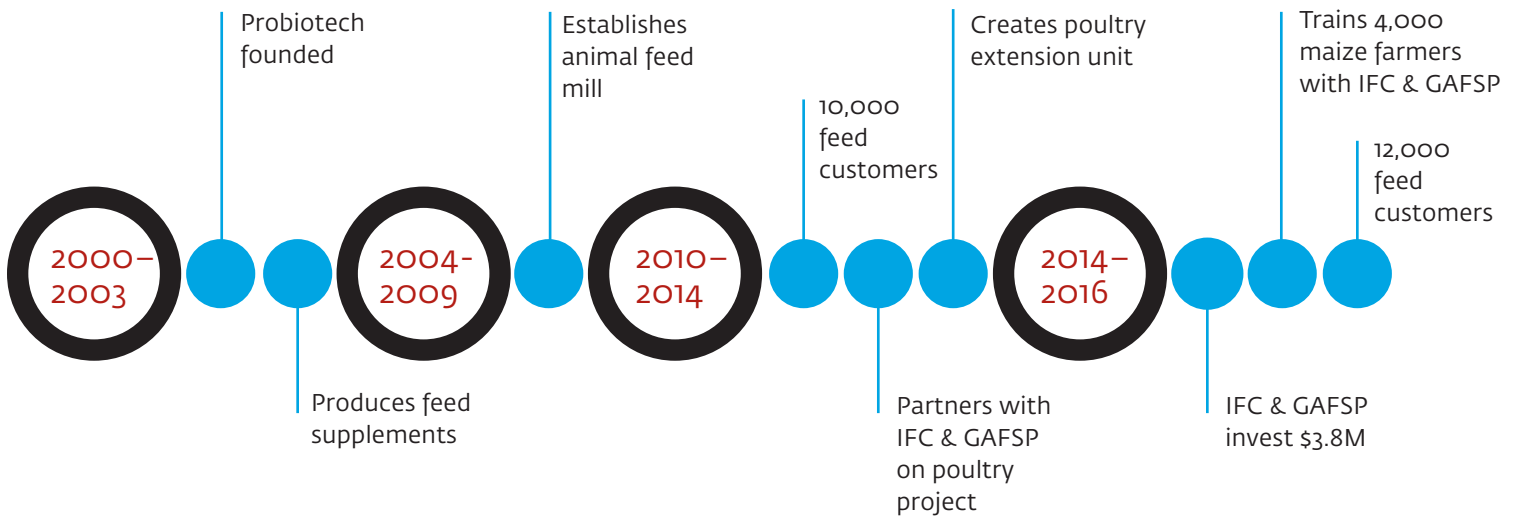 2000–
2003
Probiotech
founded
Produces feed
supplements
2004-
2009
Establishes
animal feed
mill
2010–
2014
10,000
feed
customers
Partners with
IFC & GAFSP
on poultry
project
Creates poultry
extension unit
2014–
2016
IFC & GAFSP
invest $3.8M
Trains 4,000
maize farmers
with IFC & GAFSP
12,000
feed
customers